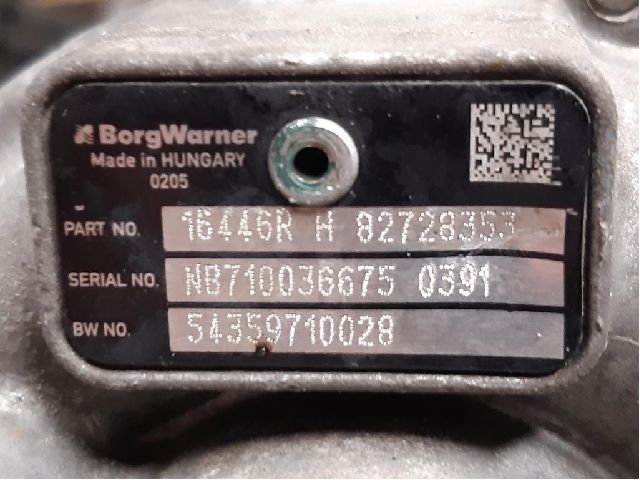 BorgWarner
Made in HUNGARY
0205
PART NO. 16446R H 82728353
SERIAL NO. NB710036675 0391
BW NO. 54359710028